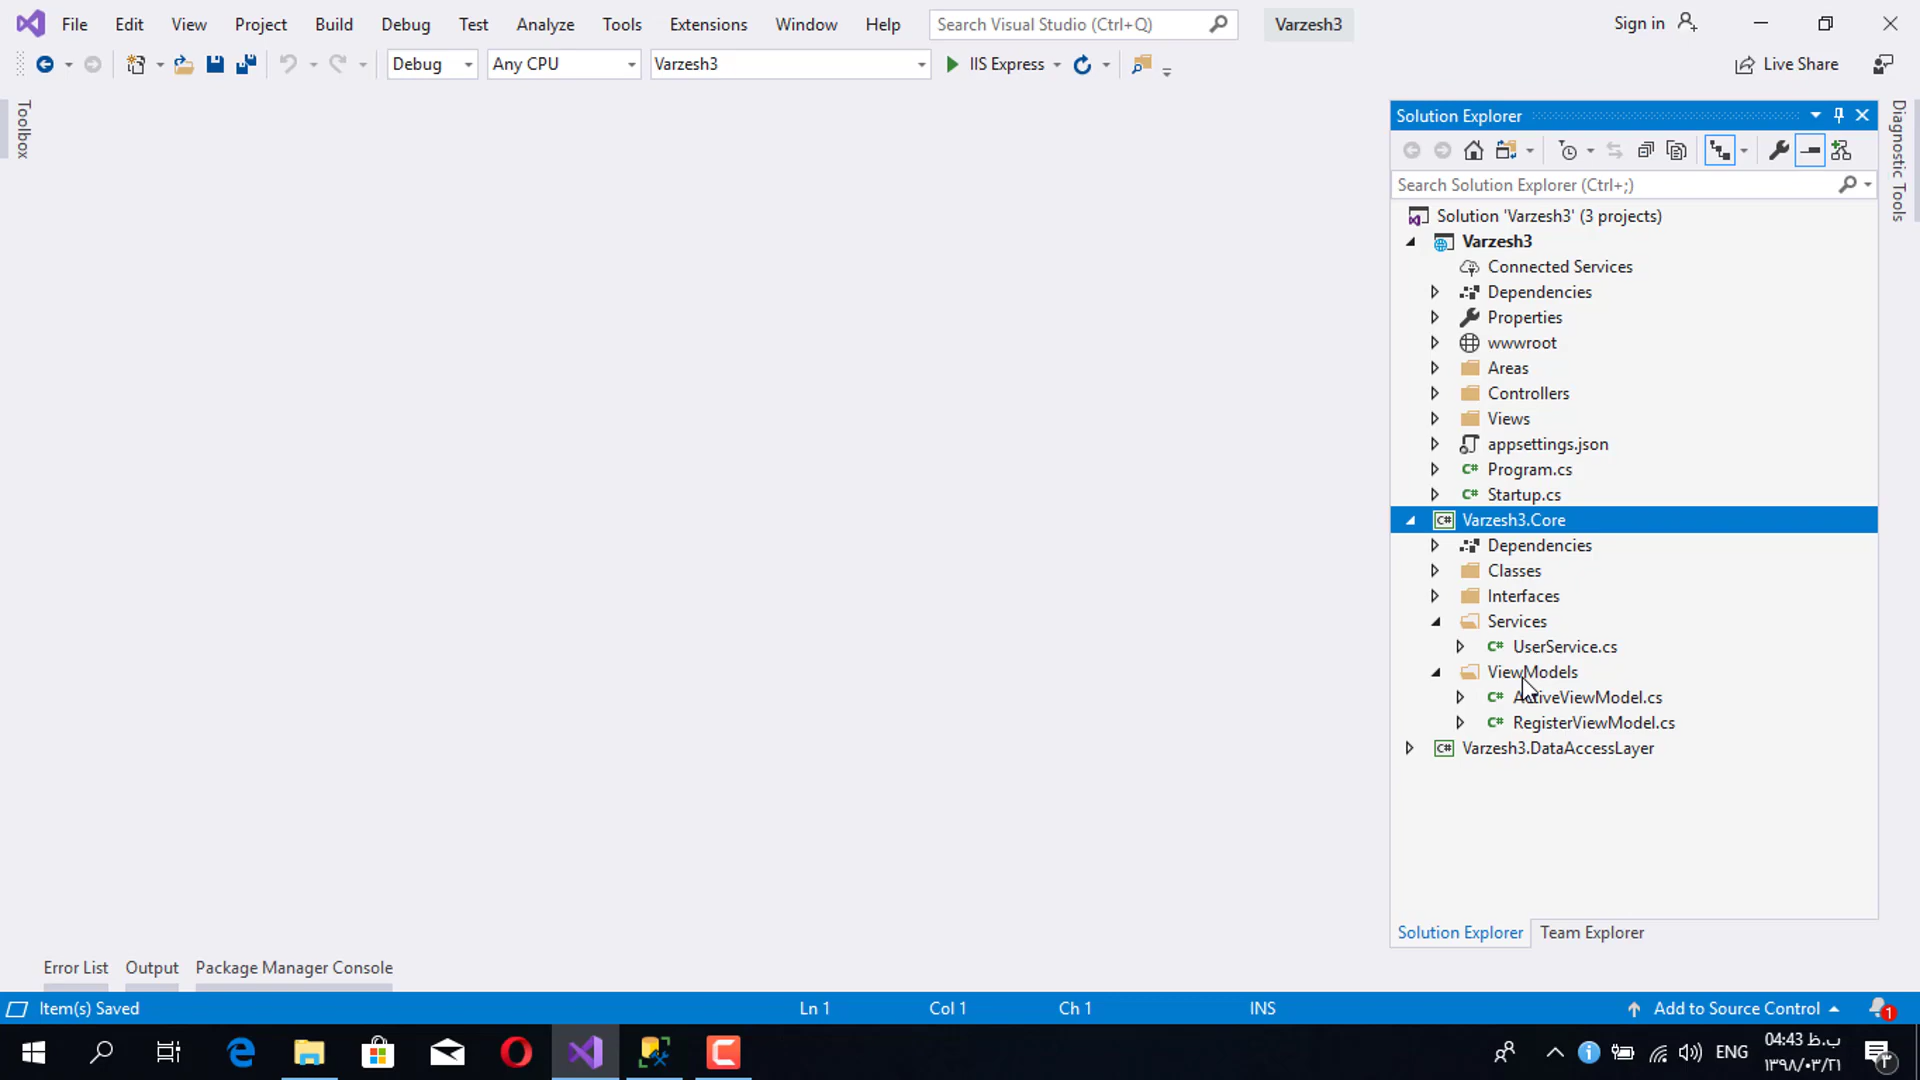 File Edit View Project Build Debug Test Analyze Tools Extensions Window Help Search Visual Studio (Ctrl+Q) Varzesh3 Sign in
Debug Any CPU Varzesh3 IIS Express Live Share
Toolbox
Diagnostic Tools
Solution Explorer
Search Solution Explorer (Ctrl+;)
Solution 'Varzesh3' (3 projects)
Varzesh3
Connected Services
Dependencies
Properties
wwwroot
Areas
Controllers
Views
appsettings.json
C# Program.cs
C# Startup.cs
C# Varzesh3.Core
Dependencies
Classes
Interfaces
Services
C# UserService.cs
ViewModels
C# ActiveViewModel.cs
C# RegisterViewModel.cs
C# Varzesh3.DataAccessLayer
Solution Explorer Team Explorer
Error List Output Package Manager Console
Item(s) Saved Ln 1 Col 1 Ch 1 INS Add to Source Control 1
ENG 04:43 ب.ظ
۱۳۹۸/۰۳/۲۱
۳